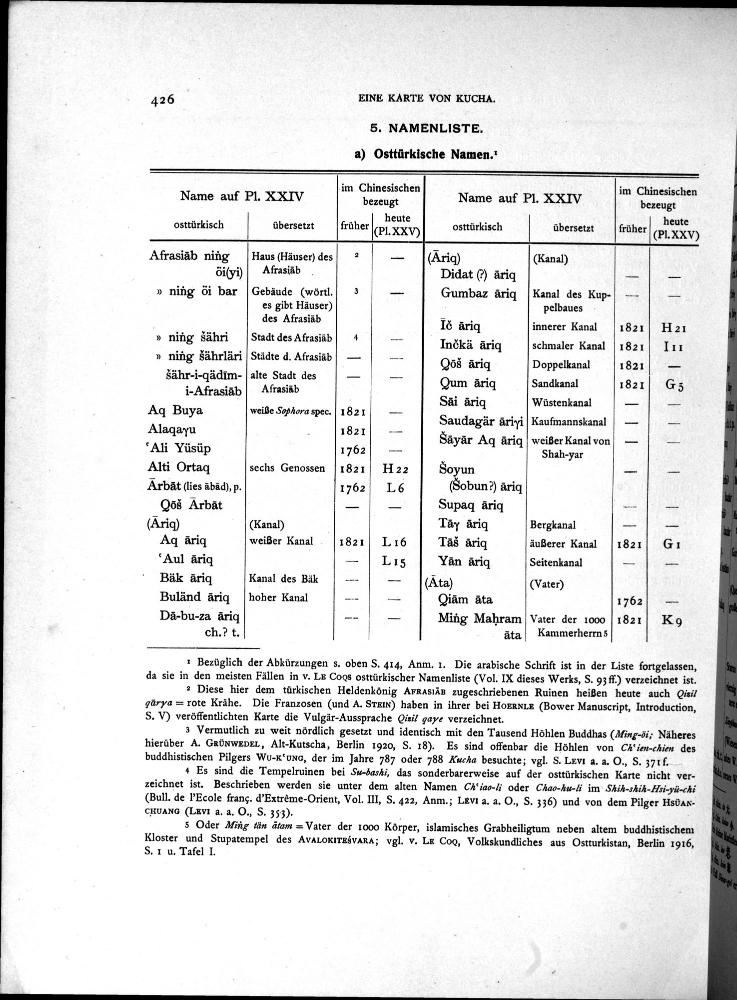 426 EINE KARTE VON KUCHA.
5. NAMENLISTE.
a) Osttürkische Namen.¹
Name auf Pl. XXIV | im Chinesischen bezeugt
osttürkisch | übersetzt | früher | heute (Pl. XXV)
Afrasiāb ning̀ | Haus (Häuser) des | ² | —
öi(yi) | Afrasiāb
» ning̀ öi bar | Gebäude (wörtl. | ³ | —
es gibt Häuser)
des Afrasiāb
» ning̀ šähri | Stadt des Afrasiāb | ⁴ | —
» ning̀ šährläri | Städte d. Afrasiāb | — | —
šähr-i-qädīm- | alte Stadt des | — | —
i-Afrasiāb | Afrasiāb
Aq Buya | weiße Sophora spec. | 1821 | —
Alaqaγu | 1821 | —
ʿAli Yüsüp | 1762 | —
Alti Ortaq | sechs Genossen | 1821 | H 22
Ārbāt (lies ābād), p. | 1762 | L 6
Qōš Ārbāt | — | —
(Āriq) | (Kanal)
Aq āriq | weißer Kanal | 1821 | L 16
ʿAul āriq | — | L 15
Bäk āriq | Kanal des Bäk | — | —
Buländ āriq | hoher Kanal | — | —
Dā-bu-za āriq | — | —
ch.? t.
Name auf Pl. XXIV | im Chinesischen bezeugt
osttürkisch | übersetzt | früher | heute (Pl. XXV)
(Āriq) | (Kanal)
Didat (?) āriq | — | —
Gumbaz āriq | Kanal des Kup- | — | —
pelbaues
Īč āriq | innerer Kanal | 1821 | H 21
Inčkä āriq | schmaler Kanal | 1821 | I 11
Qōš āriq | Doppelkanal | 1821 | —
Qum āriq | Sandkanal | 1821 | G 5
Sāi āriq | Wüstenkanal | — | —
Saudagär āriγi | Kaufmannskanal | — | —
Šāyār Aq āriq | weißer Kanal von | — | —
Shah-yar
Šoyun | — | —
(Šobun?) āriq
Supaq āriq | — | —
Tāγ āriq | Bergkanal | — | —
Tāš āriq | äußerer Kanal | 1821 | G 1
Yān āriq | Seitenkanal | — | —
(Āta) | (Vater)
Qiām āta | 1762 | —
Ming̀ Maḥram | Vater der 1000 | 1821 | K 9
āta | Kammerherrn ⁵
¹ Bezüglich der Abkürzungen s. oben S. 414, Anm. 1. Die arabische Schrift ist in der Liste fortgelassen,
da sie in den meisten Fällen in v. LE COQS osttürkischer Namenliste (Vol. IX dieses Werks, S. 93 ff.) verzeichnet ist.
² Diese hier dem türkischen Heldenkönig AFRASIĀB zugeschriebenen Ruinen heißen heute auch Qizil
qārya = rote Krähe. Die Franzosen (und A. STEIN) haben in ihrer bei HOERNLE (Bower Manuscript, Introduction,
S. V) veröffentlichten Karte die Vulgär-Aussprache Qizil qaye verzeichnet.
³ Vermutlich zu weit nördlich gesetzt und identisch mit den Tausend Höhlen Buddhas (Ming-öi; Näheres
hierüber A. GRÜNWEDEL, Alt-Kutscha, Berlin 1920, S. 18). Es sind offenbar die Höhlen von Ch'ien-chien des
buddhistischen Pilgers WU-K'UNG, der im Jahre 787 oder 788 Kucha besuchte; vgl. S. LEVI a. a. O., S. 371 f.
⁴ Es sind die Tempelruinen bei Su-bashi, das sonderbarerweise auf der osttürkischen Karte nicht ver-
zeichnet ist. Beschrieben werden sie unter dem alten Namen Ch'iao-li oder Chao-hu-li im Shih-shih-Hsi-yü-chi
(Bull. de l'Ecole franç. d'Extrême-Orient, Vol. III, S. 422, Anm.; LEVI a. a. O., S. 336) und von dem Pilger HSÜAN-
CHUANG (LEVI a. a. O., S. 353).
⁵ Oder Ming̀ tän ātam = Vater der 1000 Körper, islamisches Grabheiligtum neben altem buddhistischem
Kloster und Stupatempel des AVALOKITEŚVARA; vgl. v. LE COQ, Volkskundliches aus Ostturkistan, Berlin 1916,
S. 1 u. Tafel I.